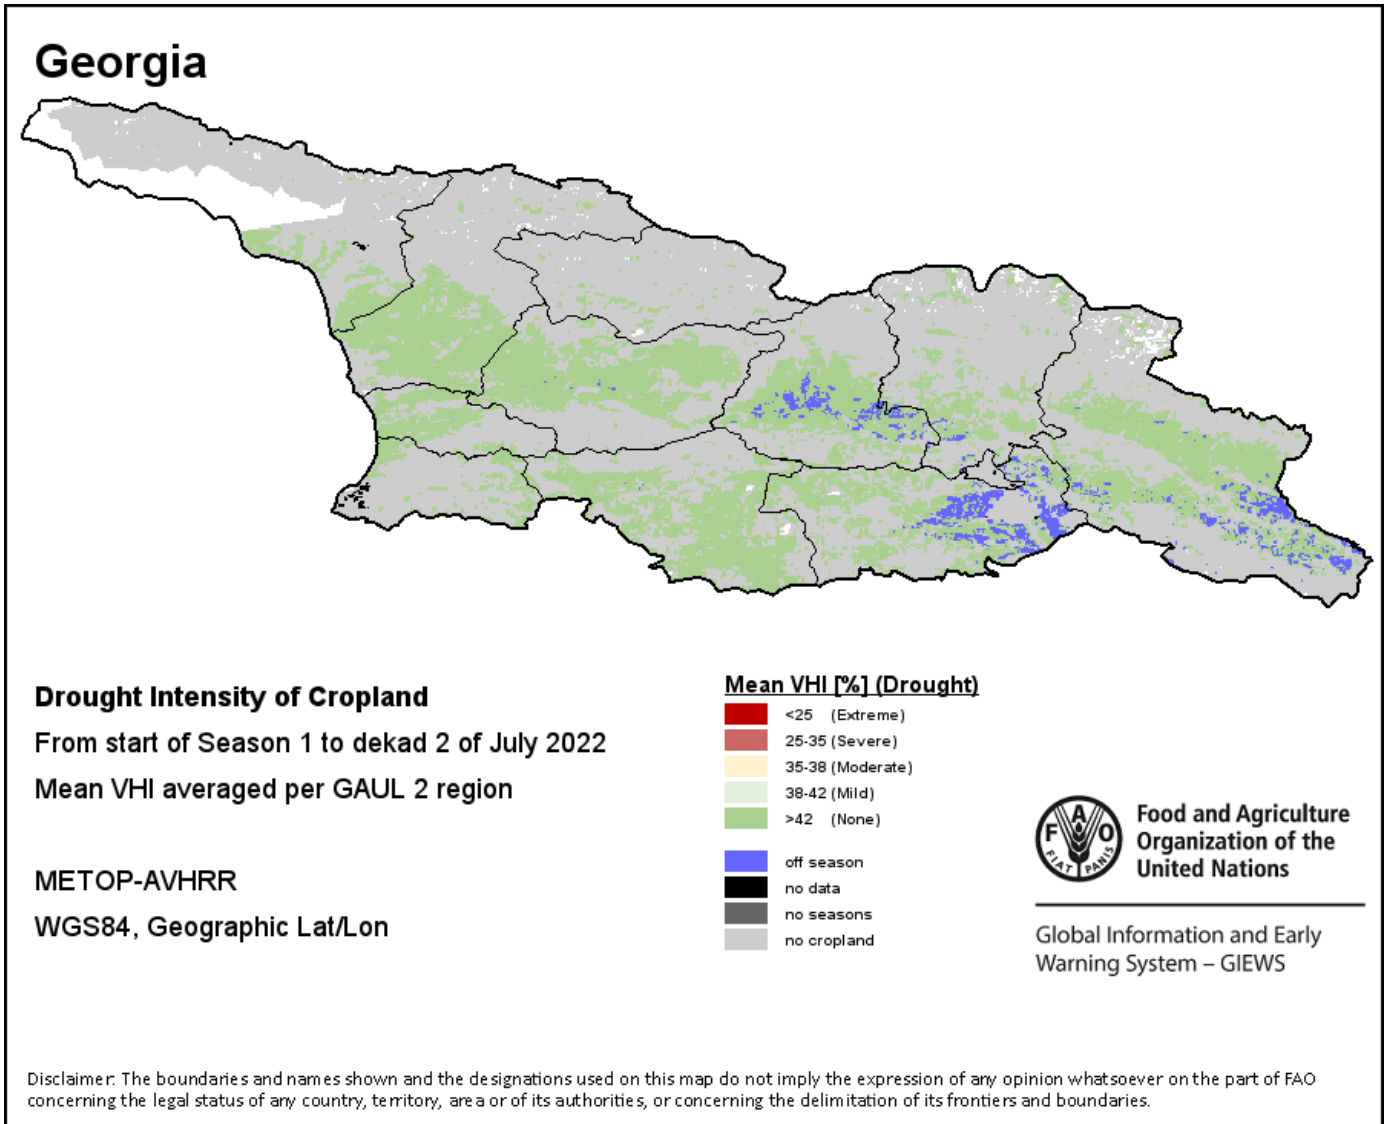 Georgia
Drought Intensity of Cropland
From start of Season 1 to dekad 2 of July 2022
Mean VHI averaged per GAUL 2 region
METOP-AVHRR
WGS84, Geographic Lat/Lon
Mean VHI [%] (Drought)
<25 (Extreme)
25-35 (Severe)
35-38 (Moderate)
38-42 (Mild)
>42 (None)
off season
no data
no seasons
no cropland
F A O
FIAT PANIS
Food and Agriculture
Organization of the
United Nations
Global Information and Early
Warning System – GIEWS
Disclaimer: The boundaries and names shown and the designations used on this map do not imply the expression of any opinion whatsoever on the part of FAO
concerning the legal status of any country, territory, area or of its authorities, or concerning the delimitation of its frontiers and boundaries.